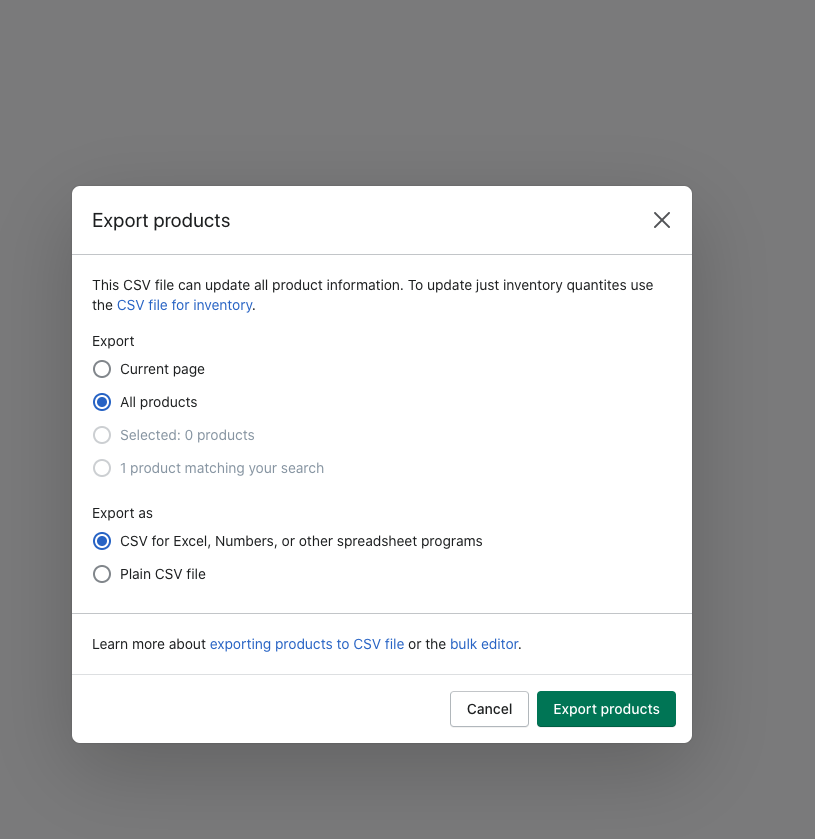 Export products
This CSV file can update all product information. To update just inventory quantites use
the CSV file for inventory.
Export
Current page
All products
Selected: 0 products
1 product matching your search
Export as
CSV for Excel, Numbers, or other spreadsheet programs
Plain CSV file
Learn more about exporting products to CSV file or the bulk editor.
Cancel
Export products